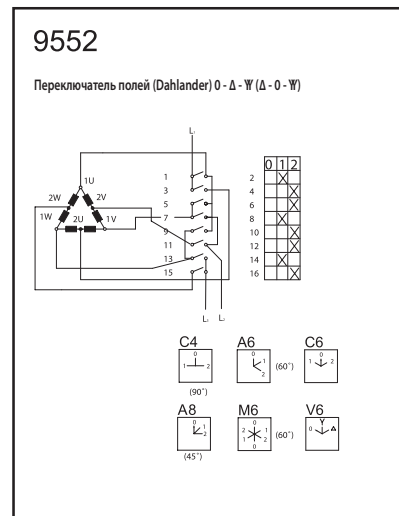 9552
Переключатель полей (Dahlander) 0 - Δ - YY (Δ - 0 - YY)
L₁
1U
2W 2V
1W 2U 1V
1
3
5
7
9
11
13
15
L₃ L₂
0 1 2
2 X
4 X
6 X
8 X
10 X
12 X
14 X
16 X
C4 A6 C6
0
1 2
0
1
2
(60˚)
0
1 2
(90˚)
A8 M6 V6
0
1
2
(45˚)
0
2 1
1 2
0
(60˚)
Y
0 Δ